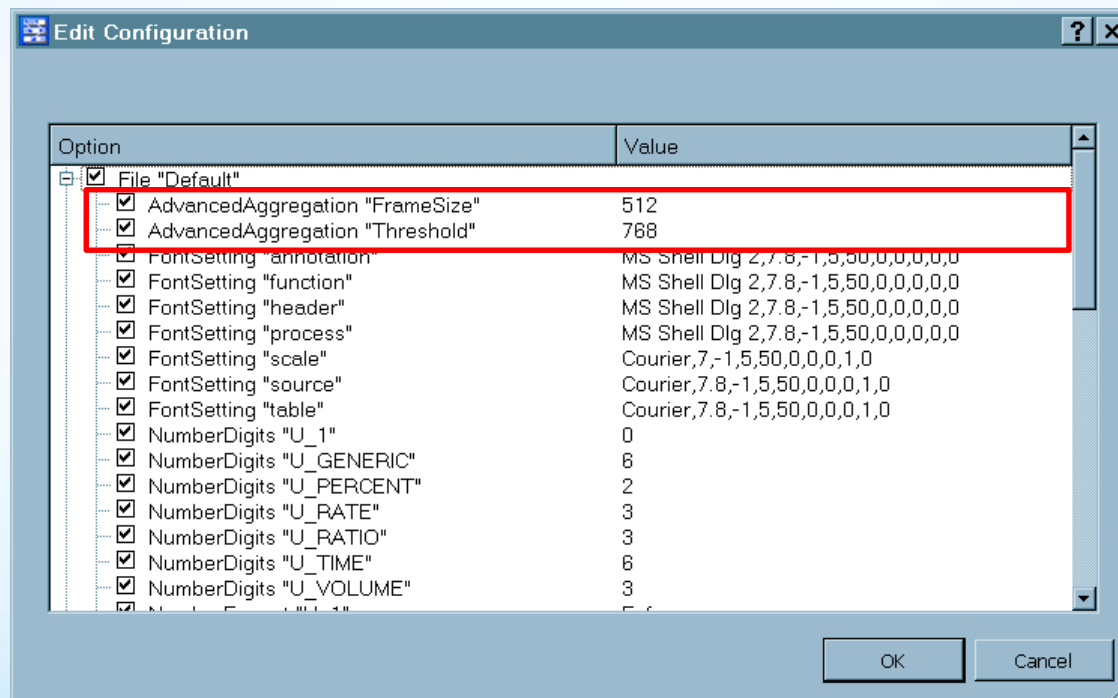 Edit Configuration
Option Value
File "Default"
AdvancedAggregation "FrameSize" 512
AdvancedAggregation "Threshold" 768
FontSetting "annotation" MS Shell Dlg 2,7.8,-1,5,50,0,0,0,0,0
FontSetting "function" MS Shell Dlg 2,7.8,-1,5,50,0,0,0,0,0
FontSetting "header" MS Shell Dlg 2,7.8,-1,5,50,0,0,0,0,0
FontSetting "process" MS Shell Dlg 2,7.8,-1,5,50,0,0,0,0,0
FontSetting "scale" Courier,7,-1,5,50,0,0,0,1,0
FontSetting "source" Courier,7.8,-1,5,50,0,0,0,1,0
FontSetting "table" Courier,7.8,-1,5,50,0,0,0,1,0
NumberDigits "U_1" 0
NumberDigits "U_GENERIC" 6
NumberDigits "U_PERCENT" 2
NumberDigits "U_RATE" 3
NumberDigits "U_RATIO" 3
NumberDigits "U_TIME" 6
NumberDigits "U_VOLUME" 3
OK Cancel